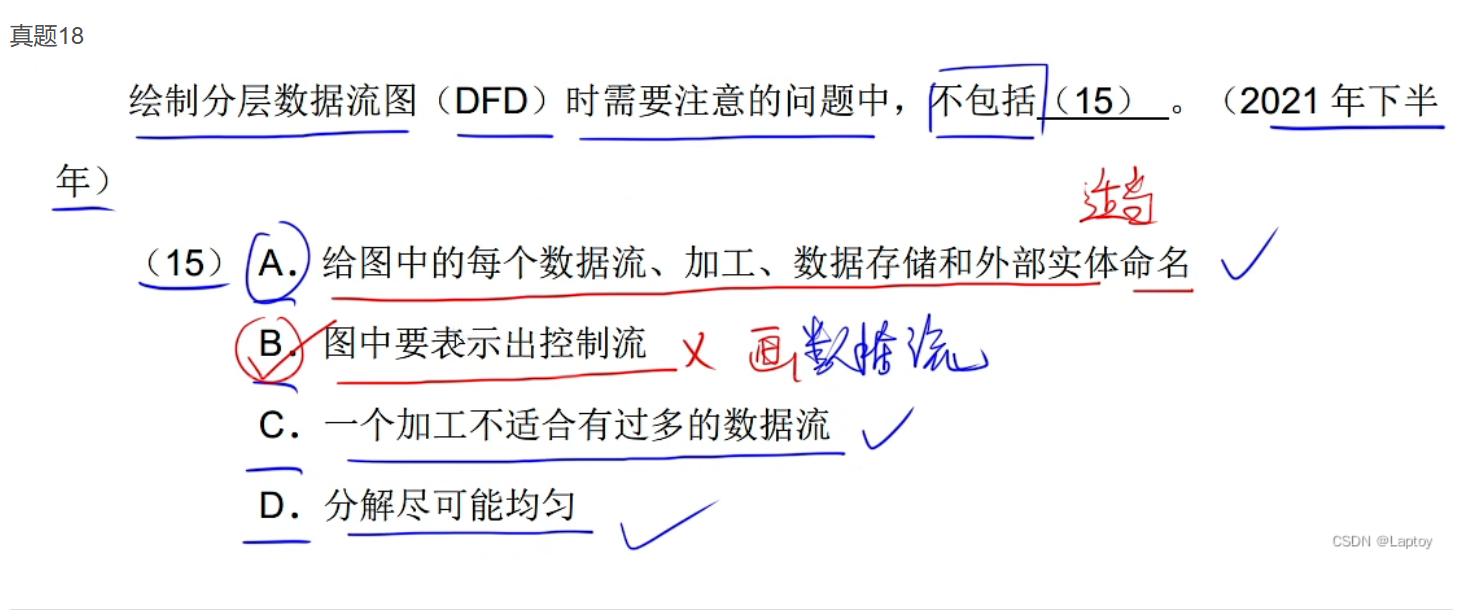 真题18
绘制分层数据流图（DFD）时需要注意的问题中，不包括（15）。（2021 年下半
年）
适当
（15）A．给图中的每个数据流、加工、数据存储和外部实体命名
B．图中要表示出控制流 × 画数据流
C．一个加工不适合有过多的数据流
D．分解尽可能均匀
CSDN @Laptoy